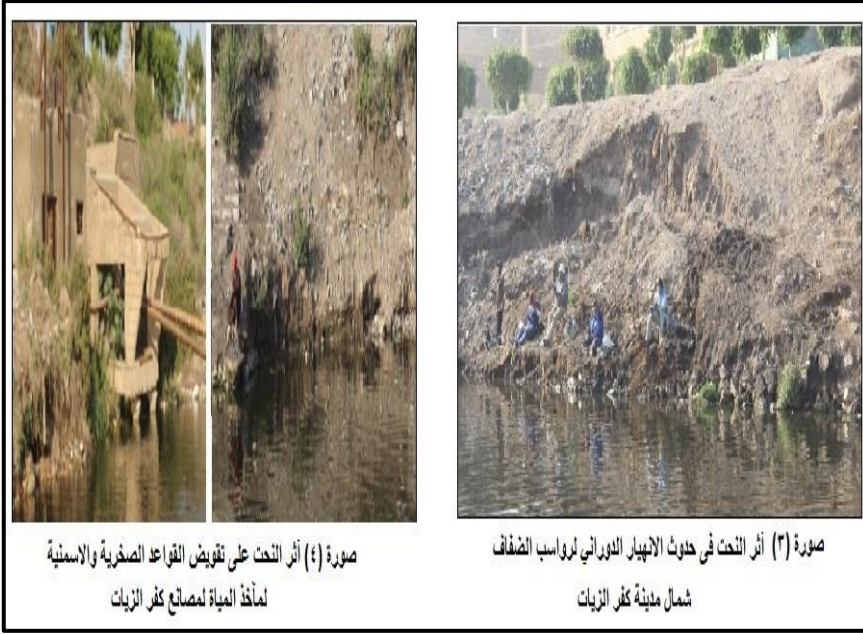 صورة (٣) أثر النحت فى حدوث الانهيار الدوراني لرواسب الضفاف
شمال مدينة كفر الزيات
صورة (٤) أثر النحت على تقويض القواعد الصخرية والاسمنية
لمآخذ المياة لمصانع كفر الزيات